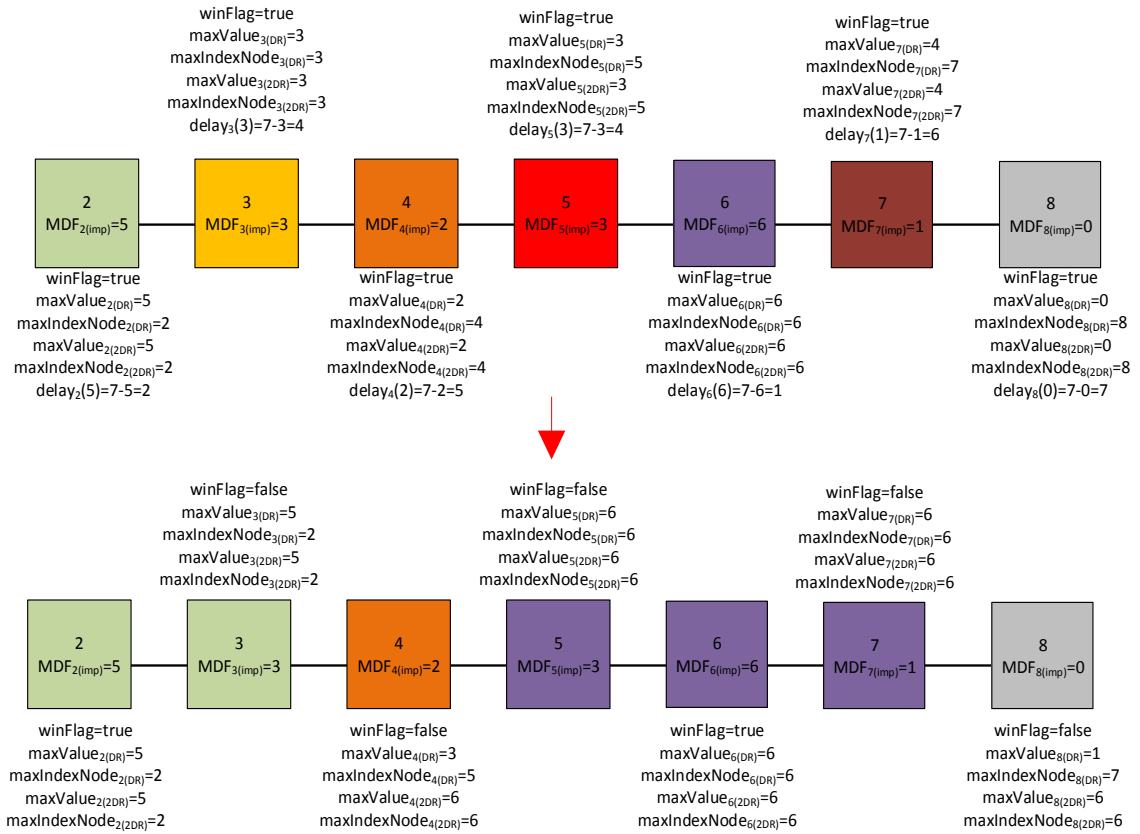 winFlag=true
maxValue3(DR)=3
maxIndexNode3(DR)=3
maxValue3(2DR)=3
maxIndexNode3(2DR)=3
delay3(3)=7-3=4
winFlag=true
maxValue5(DR)=3
maxIndexNode5(DR)=5
maxValue5(2DR)=3
maxIndexNode5(2DR)=5
delay5(3)=7-3=4
winFlag=true
maxValue7(DR)=4
maxIndexNode7(DR)=7
maxValue7(2DR)=4
maxIndexNode7(2DR)=7
delay7(1)=7-1=6
2
MDF2(imp)=5
3
MDF3(imp)=3
4
MDF4(imp)=2
5
MDF5(imp)=3
6
MDF6(imp)=6
7
MDF7(imp)=1
8
MDF8(imp)=0
winFlag=true
maxValue2(DR)=5
maxIndexNode2(DR)=2
maxValue2(2DR)=5
maxIndexNode2(2DR)=2
delay2(5)=7-5=2
winFlag=true
maxValue4(DR)=2
maxIndexNode4(DR)=4
maxValue4(2DR)=2
maxIndexNode4(2DR)=4
delay4(2)=7-2=5
winFlag=true
maxValue6(DR)=6
maxIndexNode6(DR)=6
maxValue6(2DR)=6
maxIndexNode6(2DR)=6
delay6(6)=7-6=1
winFlag=true
maxValue8(DR)=0
maxIndexNode8(DR)=8
maxValue8(2DR)=0
maxIndexNode8(2DR)=8
delay8(0)=7-0=7
winFlag=false
maxValue3(DR)=5
maxIndexNode3(DR)=2
maxValue3(2DR)=5
maxIndexNode3(2DR)=2
winFlag=false
maxValue5(DR)=6
maxIndexNode5(DR)=6
maxValue5(2DR)=6
maxIndexNode5(2DR)=6
winFlag=false
maxValue7(DR)=6
maxIndexNode7(DR)=6
maxValue7(2DR)=6
maxIndexNode7(2DR)=6
2
MDF2(imp)=5
3
MDF3(imp)=3
4
MDF4(imp)=2
5
MDF5(imp)=3
6
MDF6(imp)=6
7
MDF7(imp)=1
8
MDF8(imp)=0
winFlag=true
maxValue2(DR)=5
maxIndexNode2(DR)=2
maxValue2(2DR)=5
maxIndexNode2(2DR)=2
winFlag=false
maxValue4(DR)=3
maxIndexNode4(DR)=5
maxValue4(2DR)=6
maxIndexNode4(2DR)=6
winFlag=true
maxValue6(DR)=6
maxIndexNode6(DR)=6
maxValue6(2DR)=6
maxIndexNode6(2DR)=6
winFlag=false
maxValue8(DR)=1
maxIndexNode8(DR)=7
maxValue8(2DR)=6
maxIndexNode8(2DR)=6